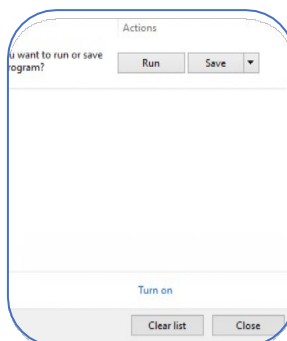 Actions
u want to run or save
rogram?
Run Save
Turn on
Clear list Close